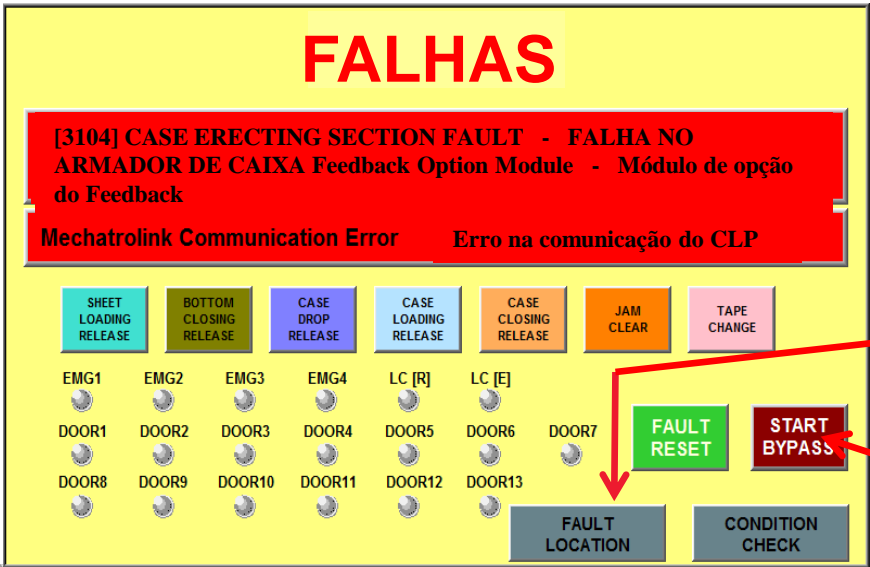 FALHAS
[3104] CASE ERECTING SECTION FAULT - FALHA NO
ARMADOR DE CAIXA Feedback Option Module - Módulo de opção
do Feedback
Mechatrolink Communication Error Erro na comunicação do CLP
SHEET
LOADING
RELEASE
BOTTOM
CLOSING
RELEASE
CASE
DROP
RELEASE
CASE
LOADING
RELEASE
CASE
CLOSING
RELEASE
JAM
CLEAR
TAPE
CHANGE
EMG1 EMG2 EMG3 EMG4 LC [R] LC [E]
DOOR1 DOOR2 DOOR3 DOOR4 DOOR5 DOOR6 DOOR7
FAULT
RESET
START
BYPASS
DOOR8 DOOR9 DOOR10 DOOR11 DOOR12 DOOR13
FAULT
LOCATION
CONDITION
CHECK